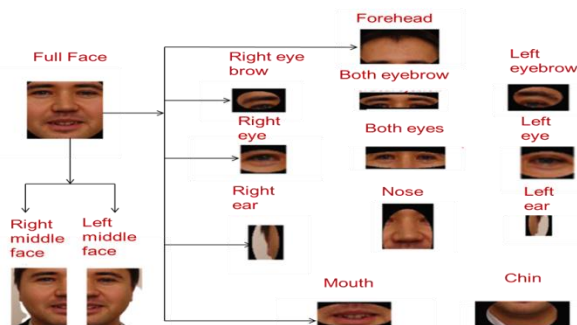 Forehead
Full Face
Right eye
brow
Both eyebrow
Left
eyebrow
Right
eye
Both eyes
Left
eye
Right
ear
Nose
Left
ear
Right
middle
face
Left
middle
face
Mouth
Chin